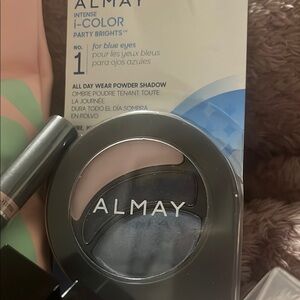 ALMAY
INTENSE
i-COLOR
PARTY BRIGHTS™
NO.
1
for blue eyes
pour les yeux bleus
para ojos azules
ALL DAY WEAR POWDER SHADOW
OMBRE POUDRE TENANT TOUTE
LA JOURNÉE
DURA TODO EL DÍA SOMBRA
EN POLVO
ALMAY